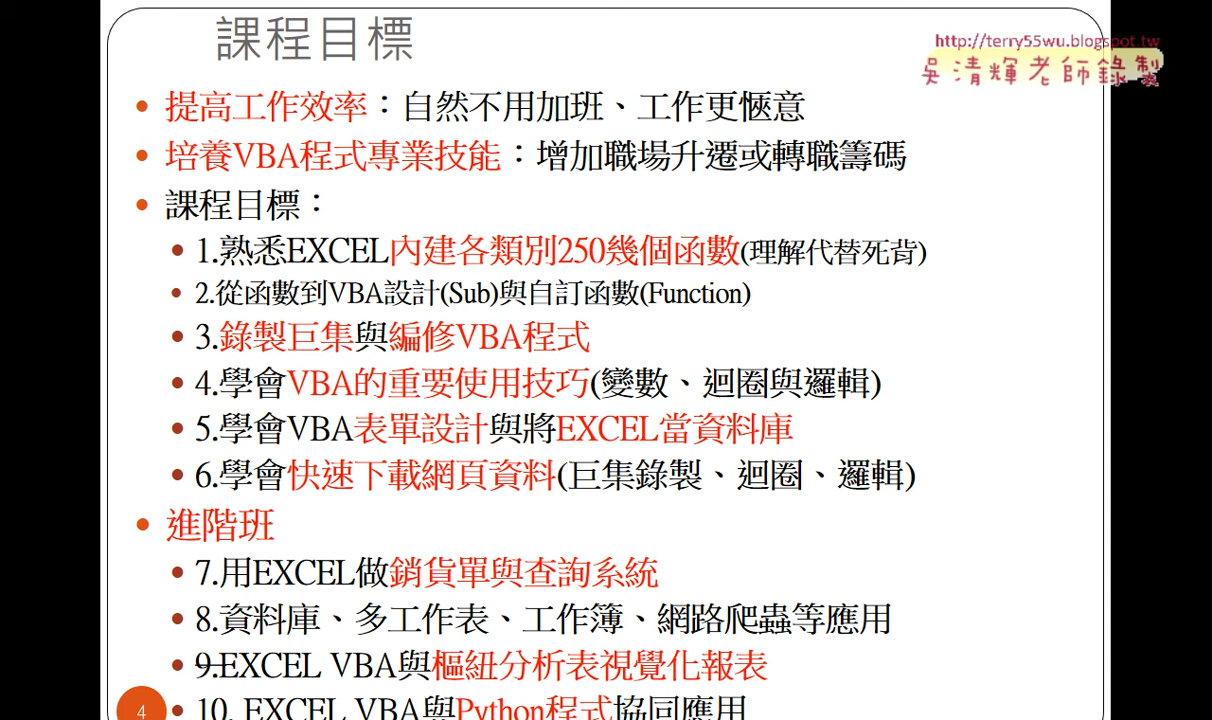 課程目標
http://terry55wu.blogspot.tw
吳清輝老師錄製
提高工作效率：自然不用加班、工作更愜意
培養VBA程式專業技能：增加職場升遷或轉職籌碼
課程目標：
1.熟悉EXCEL內建各類別250幾個函數(理解代替死背)
2.從函數到VBA設計(Sub)與自訂函數(Function)
3.錄製巨集與編修VBA程式
4.學會VBA的重要使用技巧(變數、迴圈與邏輯)
5.學會VBA表單設計與將EXCEL當資料庫
6.學會快速下載網頁資料(巨集錄製、迴圈、邏輯)
進階班
7.用EXCEL做銷貨單與查詢系統
8.資料庫、多工作表、工作簿、網路爬蟲等應用
9.EXCEL VBA與樞紐分析表視覺化報表
10. EXCEL VBA與Python程式協同應用
4